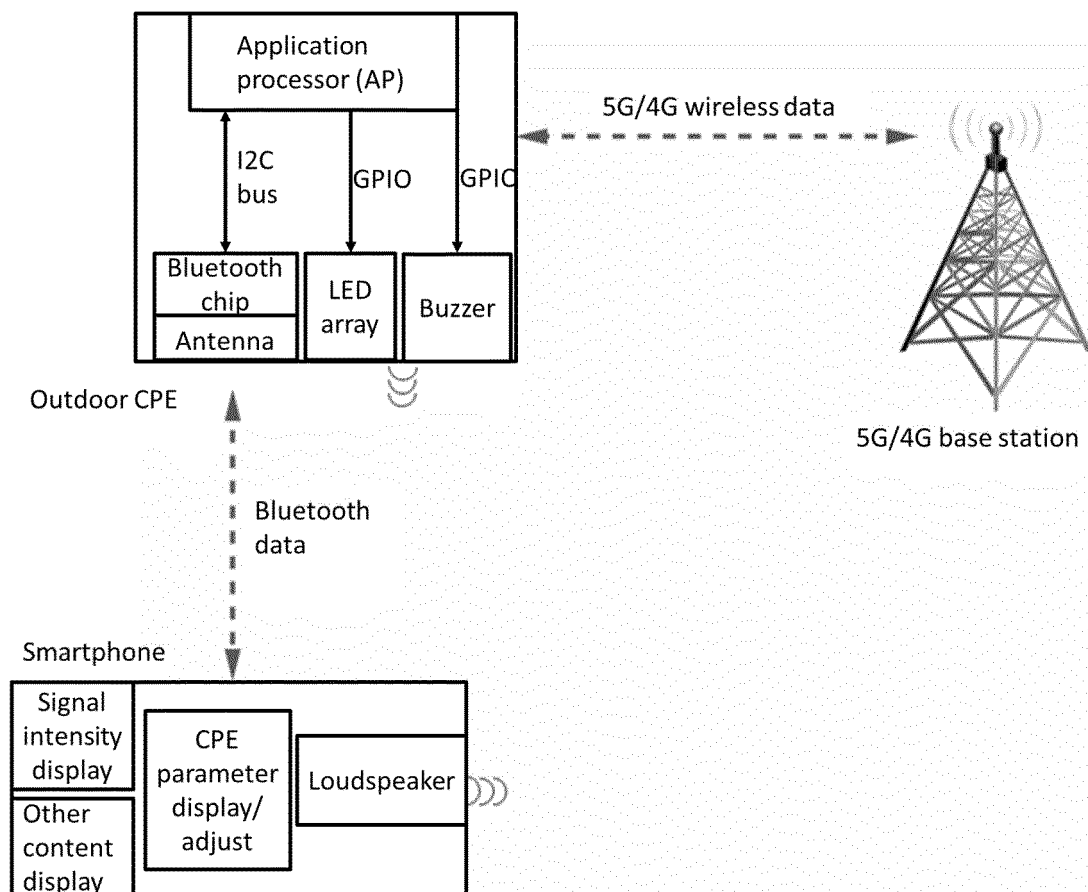 Application
processor (AP)
5G/4G wireless data
I2C
bus
GPIO
GPIO
Bluetooth
chip
Antenna
LED
array
Buzzer
Outdoor CPE
5G/4G base station
Bluetooth
data
Smartphone
Signal
intensity
display
Other
content
display
CPE
parameter
display/
adjust
Loudspeaker